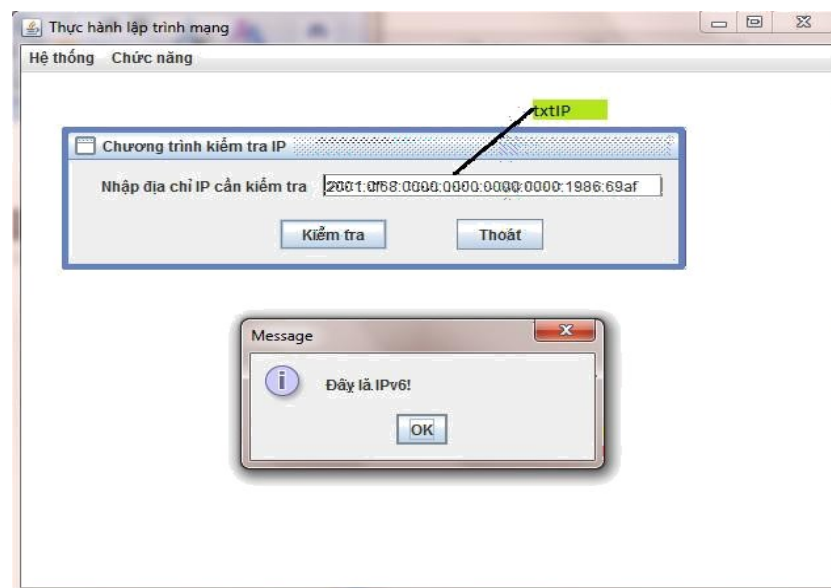 Thực hành lập trình mạng
Hệ thống Chức năng
txtIP
Chương trình kiểm tra IP
Nhập địa chỉ IP cần kiểm tra 2001:0f68:0000:0000:0000:0000:1986:69af
Kiểm tra Thoát
Message
Đây là IPv6!
OK